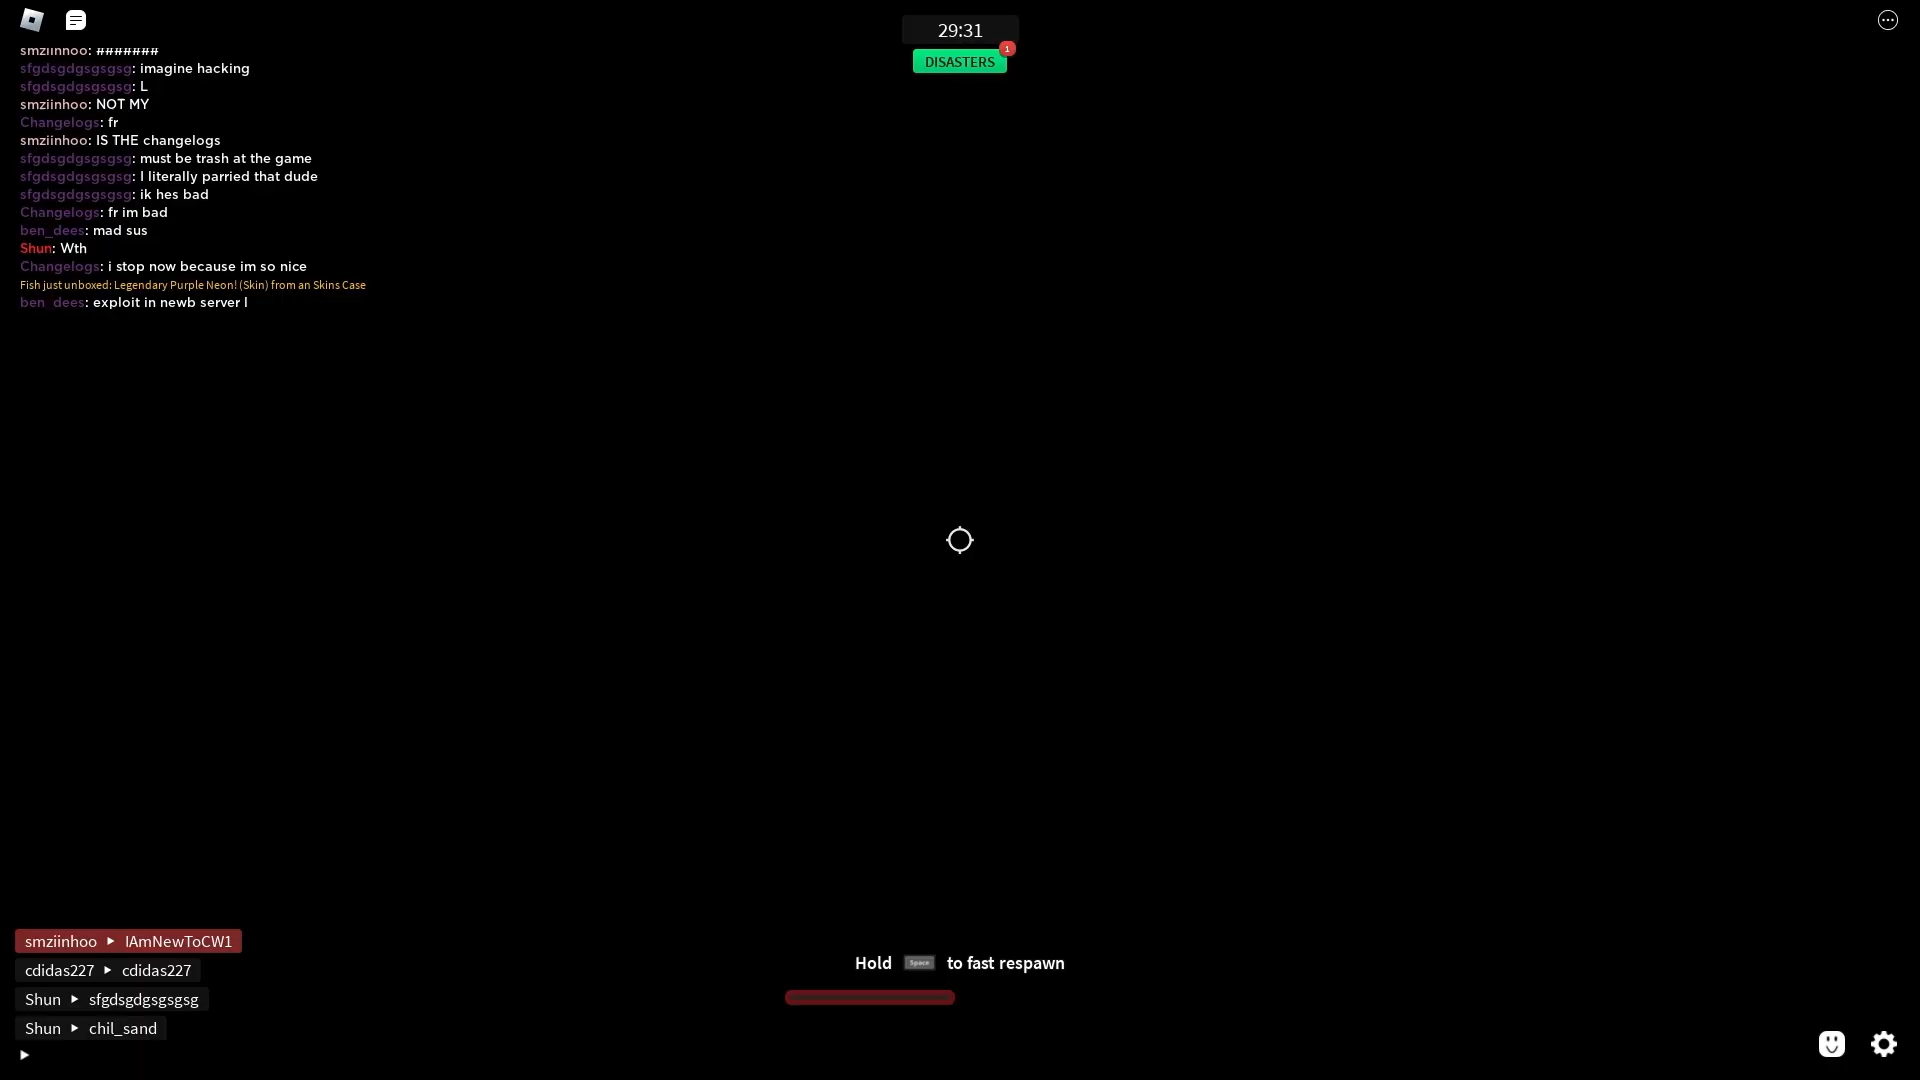 29:31
1
DISASTERS
smziinhoo: #######
sfgdsgdgsgsgsg: imagine hacking
sfgdsgdgsgsgsg: L
smziinhoo: NOT MY
Changelogs: fr
smziinhoo: IS THE changelogs
sfgdsgdgsgsgsg: must be trash at the game
sfgdsgdgsgsgsg: I literally parried that dude
sfgdsgdgsgsgsg: ik hes bad
Changelogs: fr im bad
ben_dees: mad sus
Shun: Wth
Changelogs: i stop now because im so nice
Fish just unboxed: Legendary Purple Neon! (Skin) from an Skins Case
ben_dees: exploit in newb server l
smziinhoo ▶ IAmNewToCW1
cdidas227 ▶ cdidas227
Shun ▶ sfgdsgdgsgsgsg
Shun ▶ chil_sand
Hold Space to fast respawn